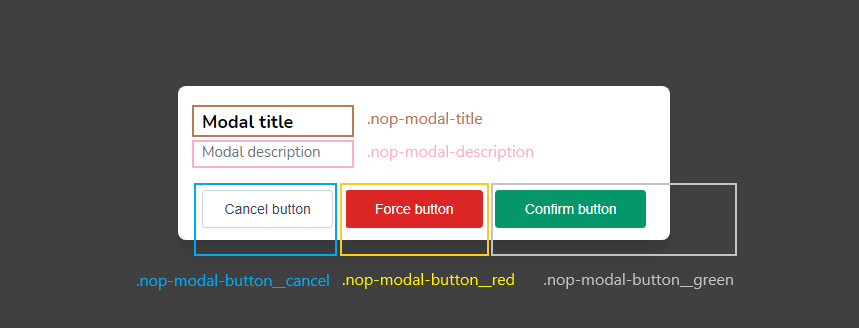 Modal title .nop-modal-title
Modal description .nop-modal-description
Cancel button Force button Confirm button
.nop-modal-button__cancel .nop-modal-button__red .nop-modal-button__green